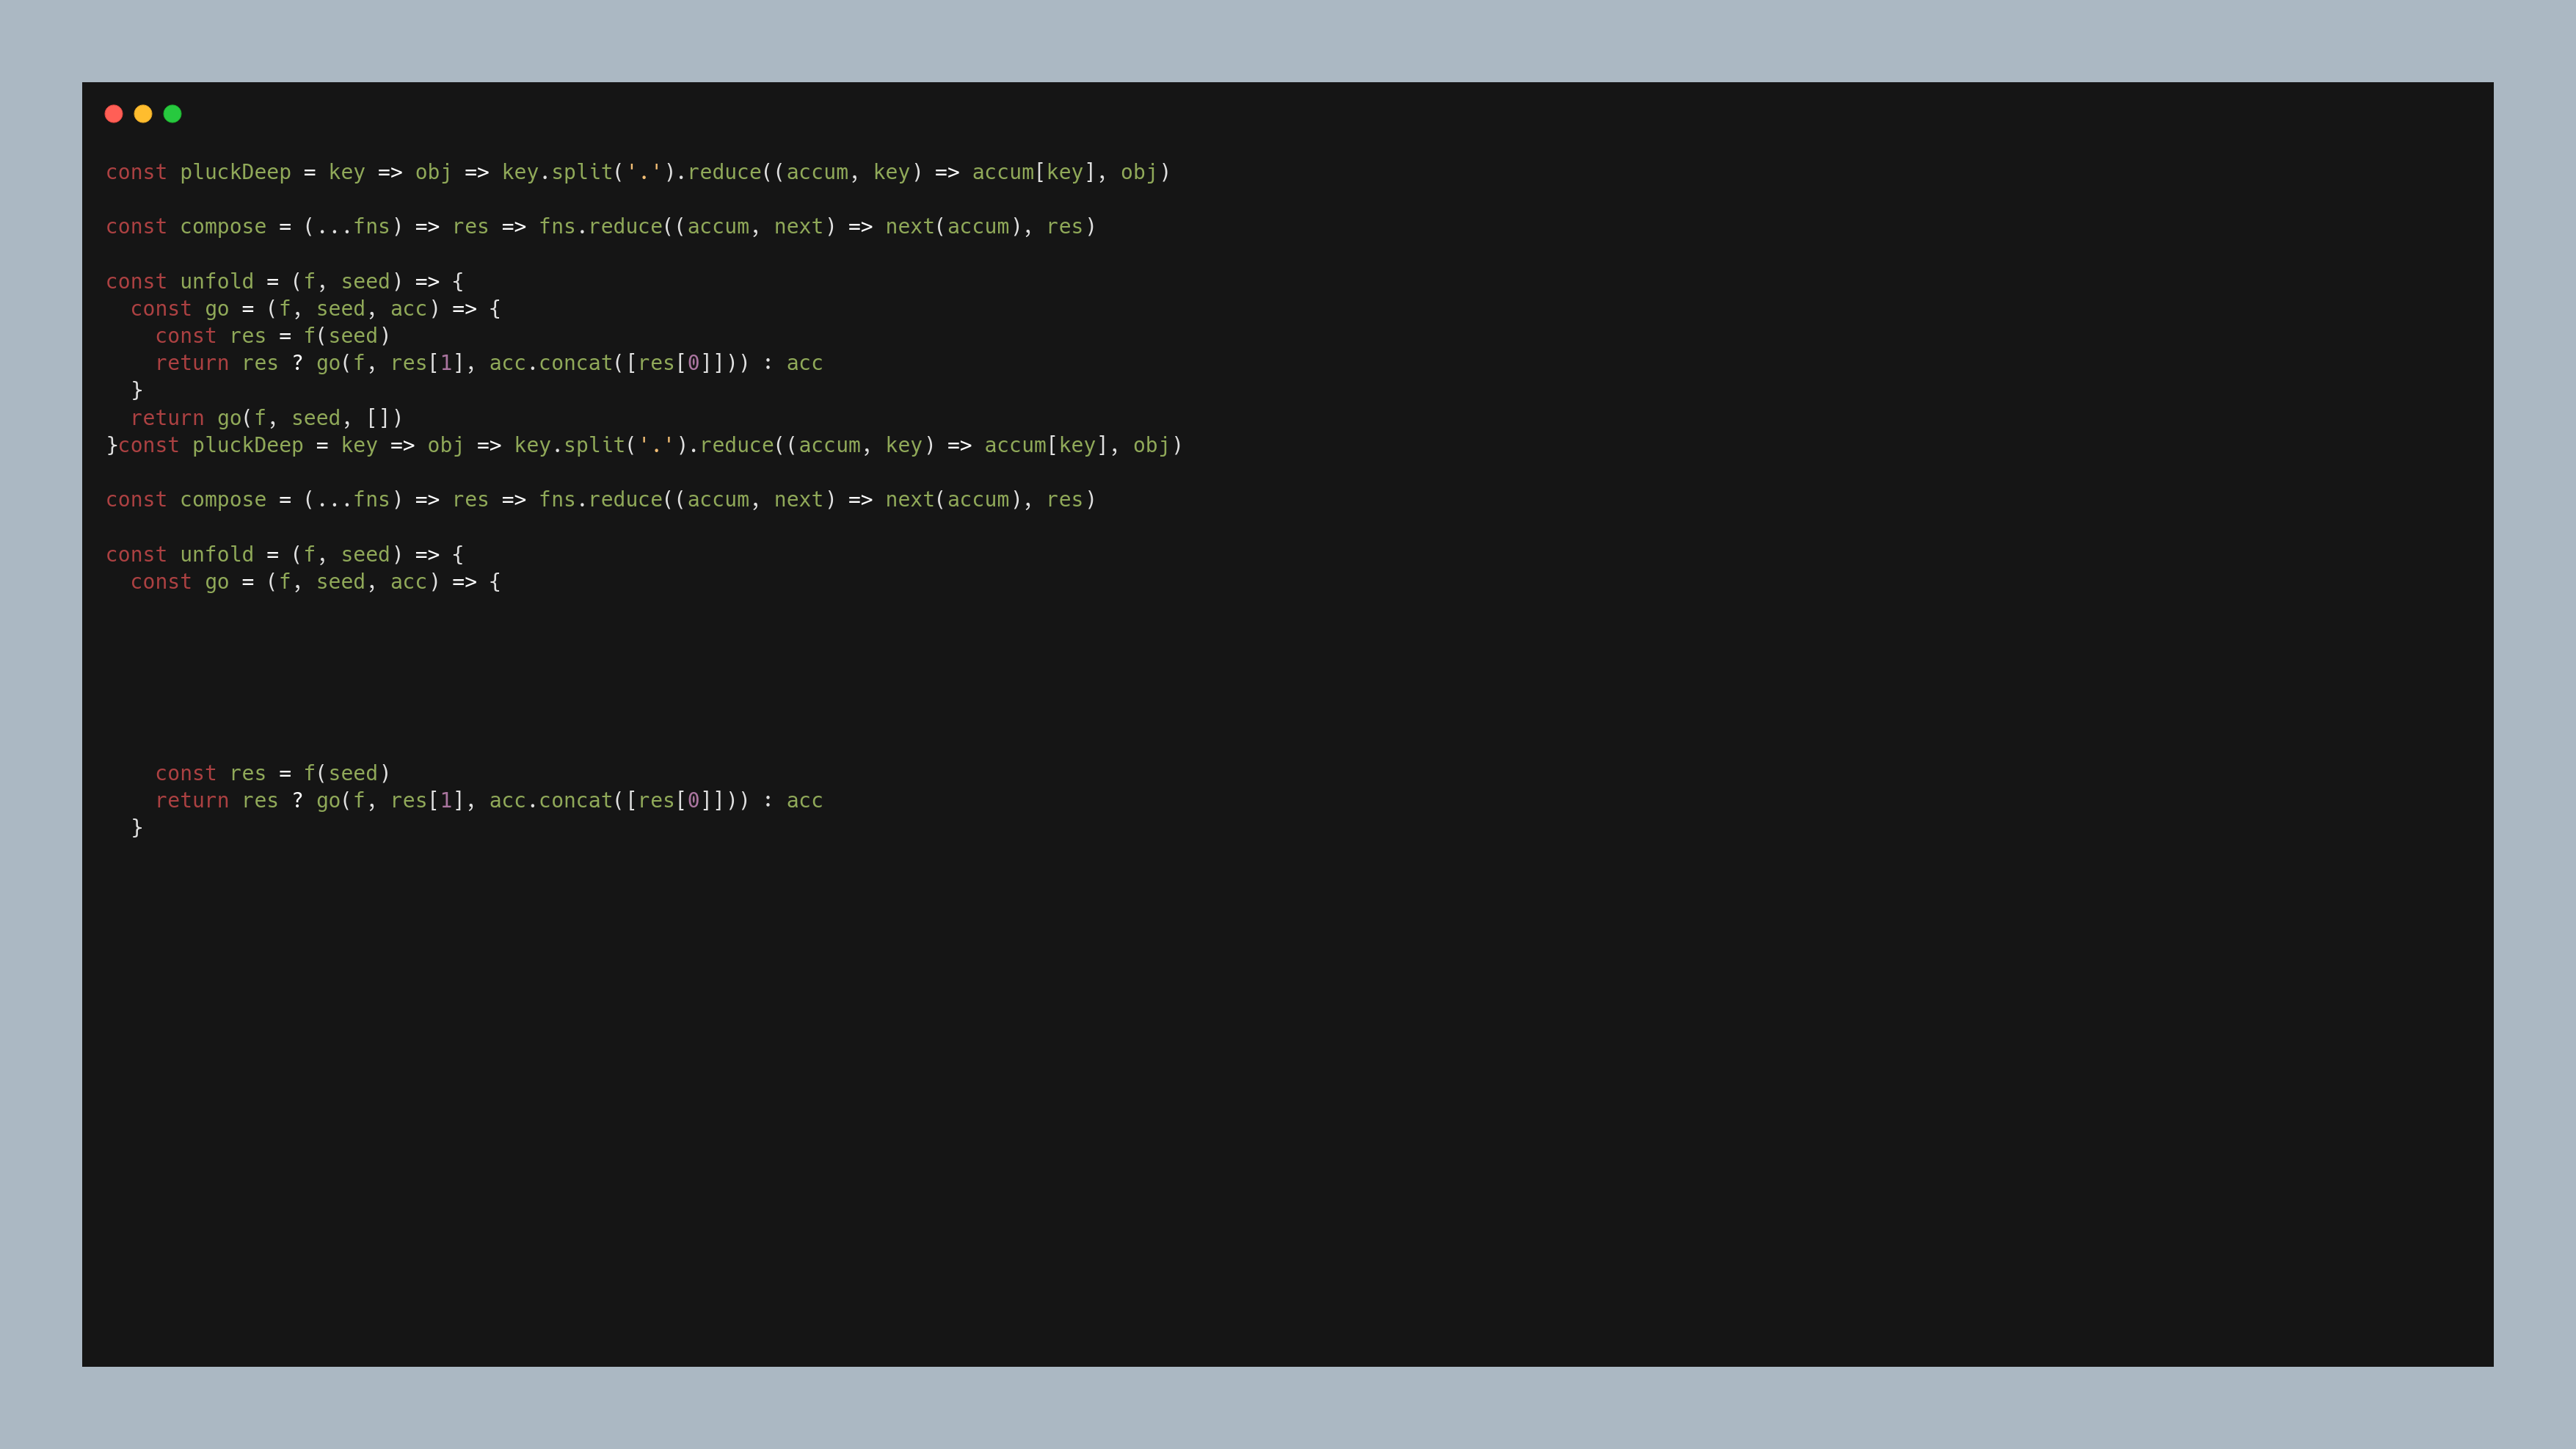 const pluckDeep = key => obj => key.split('.').reduce((accum, key) => accum[key], obj)
const compose = (...fns) => res => fns.reduce((accum, next) => next(accum), res)
const unfold = (f, seed) => {
  const go = (f, seed, acc) => {
    const res = f(seed)
    return res ? go(f, res[1], acc.concat([res[0]])) : acc
  }
  return go(f, seed, [])
}const pluckDeep = key => obj => key.split('.').reduce((accum, key) => accum[key], obj)
const compose = (...fns) => res => fns.reduce((accum, next) => next(accum), res)
const unfold = (f, seed) => {
  const go = (f, seed, acc) => {
    const res = f(seed)
    return res ? go(f, res[1], acc.concat([res[0]])) : acc
  }